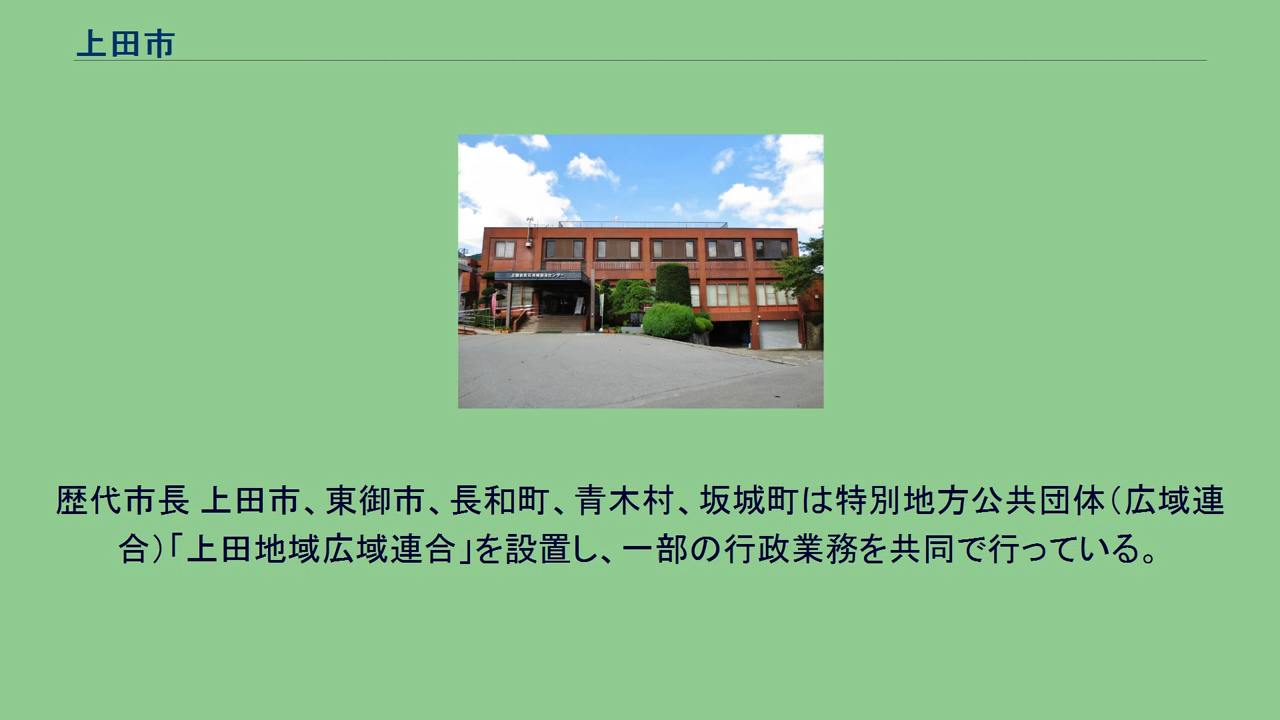 上田市
歴代市長 上田市、東御市、長和町、青木村、坂城町は特別地方公共団体（広域連
合）「上田地域広域連合」を設置し、一部の行政業務を共同で行っている。